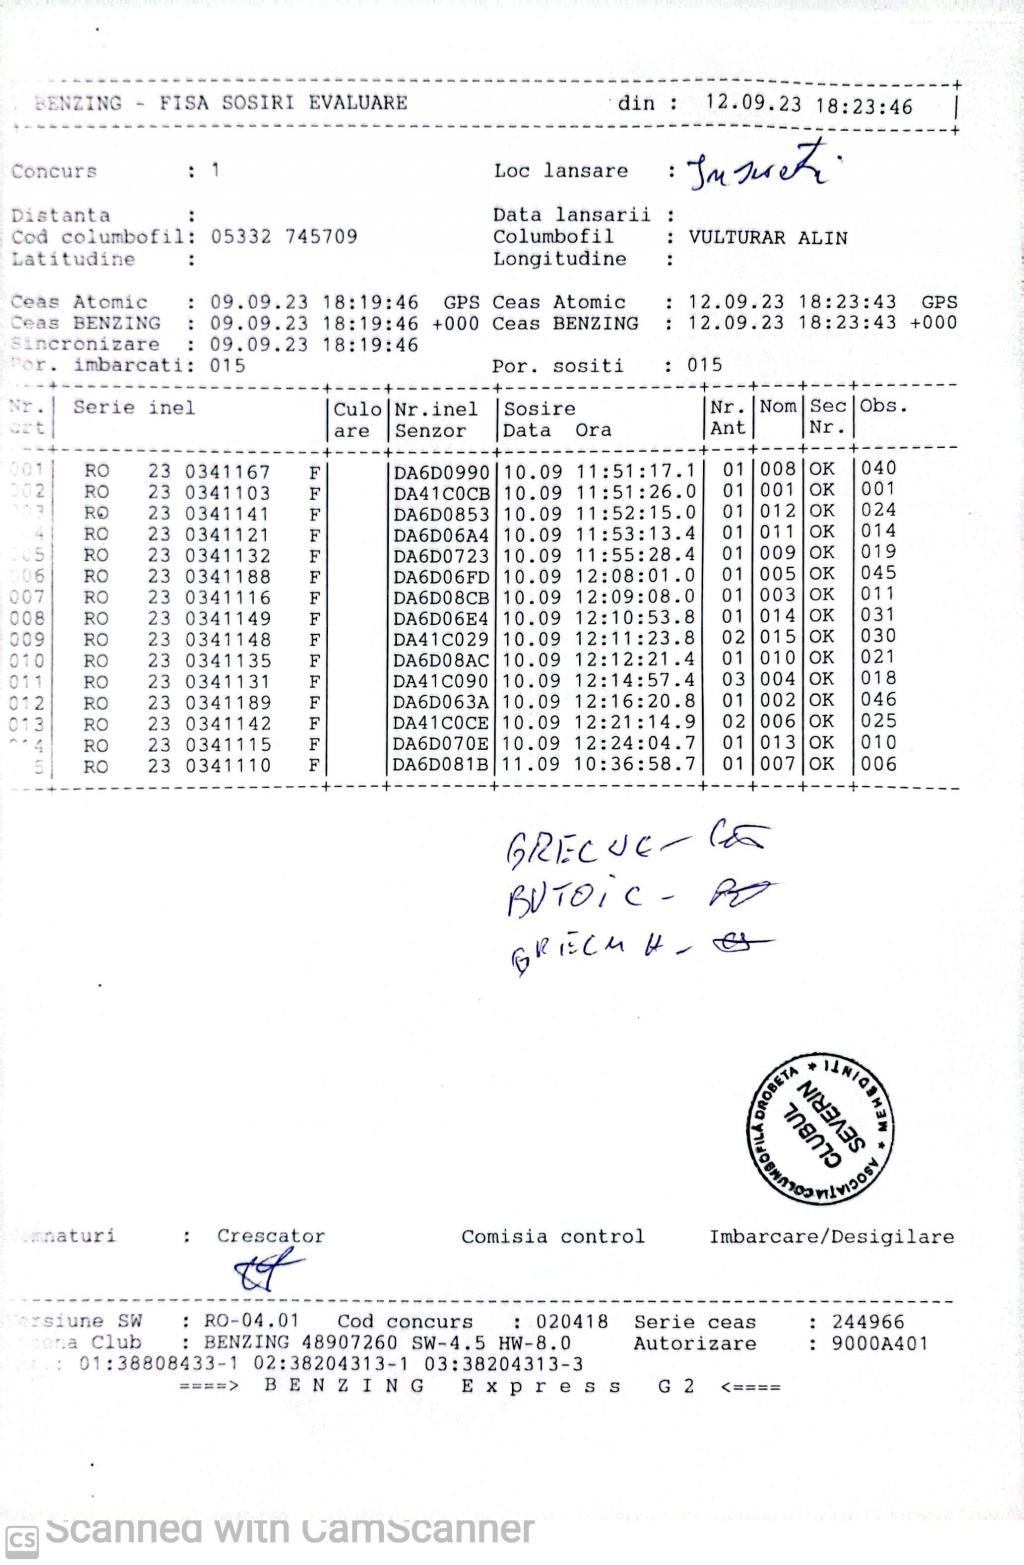 BENZING - FISA SOSIRI EVALUARE din : 12.09.23 18:23:46
Concurs : 1 Loc lansare :
Distanta : Data lansarii :
Cod columbofil: 05332 745709 Columbofil : VULTURAR ALIN
Latitudine : Longitudine :
Ceas Atomic : 09.09.23 18:19:46 GPS Ceas Atomic : 12.09.23 18:23:43 GPS
Ceas BENZING : 09.09.23 18:19:46 +000 Ceas BENZING : 12.09.23 18:23:43 +000
Sincronizare : 09.09.23 18:19:46
Por. imbarcati: 015 Por. sositi : 015
Nr. Serie inel Culo Nr.inel Sosire Nr. Nom Sec Obs.
crt are Senzor Data Ora Ant Nr.
001 RO 23 0341167 F DA6D0990 10.09 11:51:17.1 01 008 OK 040
002 RO 23 0341103 F DA41C0CB 10.09 11:51:26.0 01 001 OK 001
003 RO 23 0341141 F DA6D0853 10.09 11:52:15.0 01 012 OK 024
4 RO 23 0341121 F DA6D06A4 10.09 11:53:13.4 01 011 OK 014
005 RO 23 0341132 F DA6D0723 10.09 11:55:28.4 01 009 OK 019
006 RO 23 0341188 F DA6D06FD 10.09 12:08:01.0 01 005 OK 045
007 RO 23 0341116 F DA6D08CB 10.09 12:09:08.0 01 003 OK 011
008 RO 23 0341149 F DA6D06E4 10.09 12:10:53.8 01 014 OK 031
009 RO 23 0341148 F DA41C029 10.09 12:11:23.8 02 015 OK 030
010 RO 23 0341135 F DA6D08AC 10.09 12:12:21.4 01 010 OK 021
011 RO 23 0341131 F DA41C090 10.09 12:14:57.4 03 004 OK 018
012 RO 23 0341189 F DA6D063A 10.09 12:16:20.8 01 002 OK 046
013 RO 23 0341142 F DA41C0CE 10.09 12:21:14.9 02 006 OK 025
4 RO 23 0341115 F DA6D070E 10.09 12:24:04.7 01 013 OK 010
5 RO 23 0341110 F DA6D081B 11.09 10:36:58.7 01 007 OK 006
BUTOIC -
ASOCIAȚIA COLUMBOFILĂ DROBETA * MEHEDINTI *
CLUBUL
SEVERIN
Semnaturi : Crescator Comisia control Imbarcare/Desigilare
Versiune SW : RO-04.01 Cod concurs : 020418 Serie ceas : 244966
Club : BENZING 48907260 SW-4.5 HW-8.0 Autorizare : 9000A401
: 01:38808433-1 02:38204313-1 03:38204313-3
====> B E N Z I N G E x p r e s s G 2 <====
CS Scanned with CamScanner